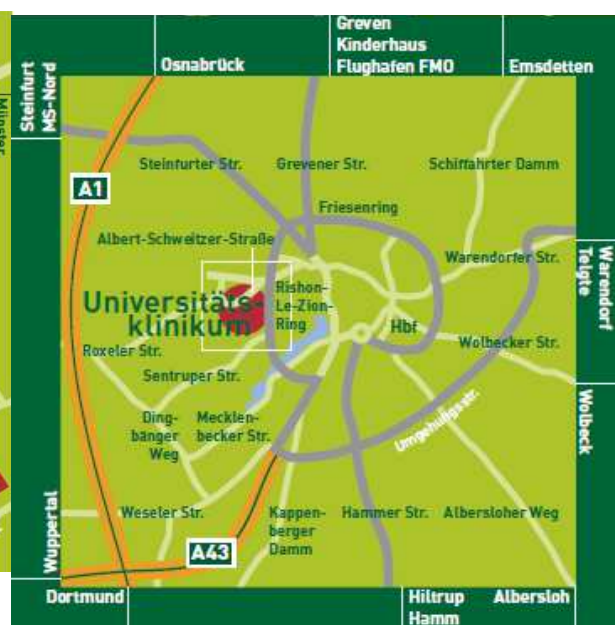 Greven
Kinderhaus
Flughafen FMO
Osnabrück
Emsdetten
Steinfurt
MS-Nord
Münster
Steinfurter Str.
Grevener Str.
Schiffahrter Damm
A1
Friesenring
Albert-Schweitzer-Straße
Warendorfer Str.
Warendorf
Telgte
Universitäts-
klinikum
Rishon-
Le-Zion-
Ring
Hbf
Roxeler Str.
Wolbecker Str.
Sentruper Str.
Ding-
bänger
Weg
Mecklen-
becker Str.
Umgehungsstr.
Wolbeck
Weseler Str.
Kappen-
berger
Damm
Hammer Str.
Albersloher Weg
Wuppertal
A43
Dortmund
Hiltrup
Hamm
Albersloh